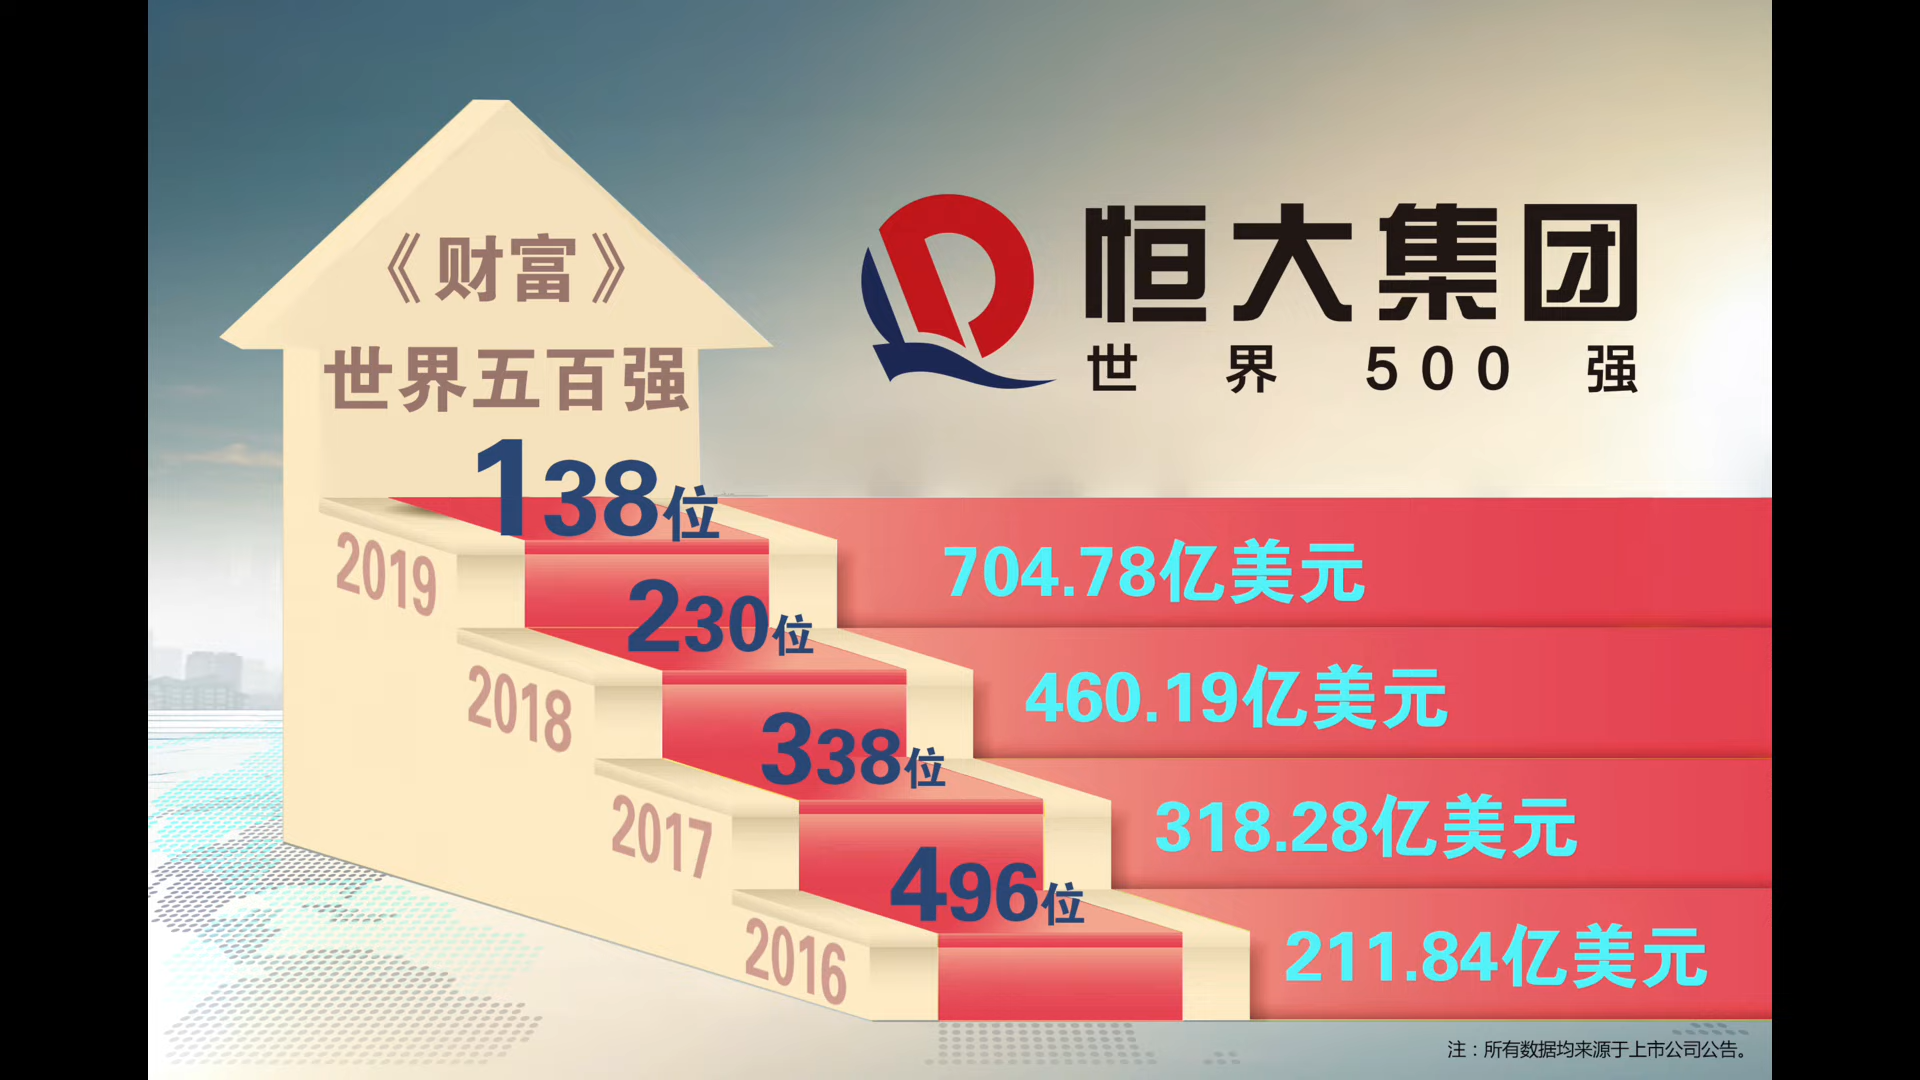 《财富》
世界五百强
恒大集团
世界500强
138位
2019
704.78亿美元
230位
2018
460.19亿美元
338位
2017
318.28亿美元
496位
2016
211.84亿美元
注：所有数据均来源于上市公司公告。